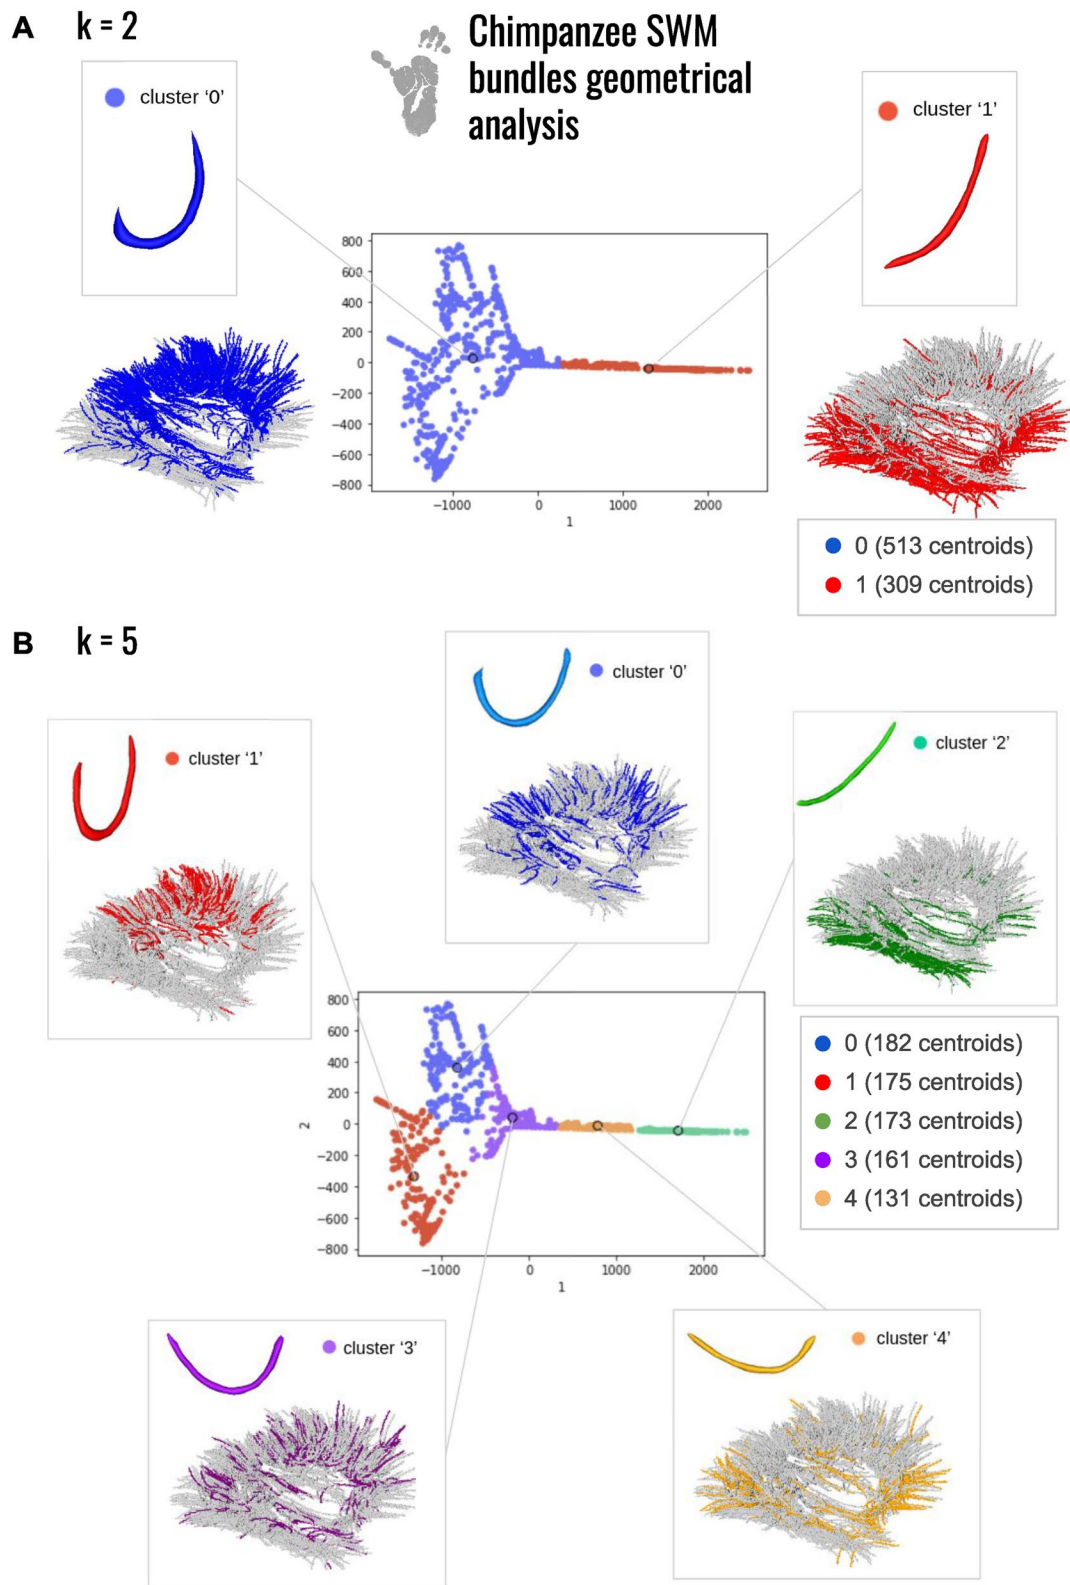 A
k = 2
Chimpanzee SWM
bundles geometrical
analysis
cluster ‘0’
cluster ‘1’
800
600
400
200
0
−200
−400
−600
−800
−1000
0
1000
2000
1
0 (513 centroids)
1 (309 centroids)
B
k = 5
cluster ‘0’
cluster ‘1’
cluster ‘2’
800
600
400
200
0
−200
−400
−600
−800
2
−1000
0
1000
2000
1
0 (182 centroids)
1 (175 centroids)
2 (173 centroids)
3 (161 centroids)
4 (131 centroids)
cluster ‘3’
cluster ‘4’